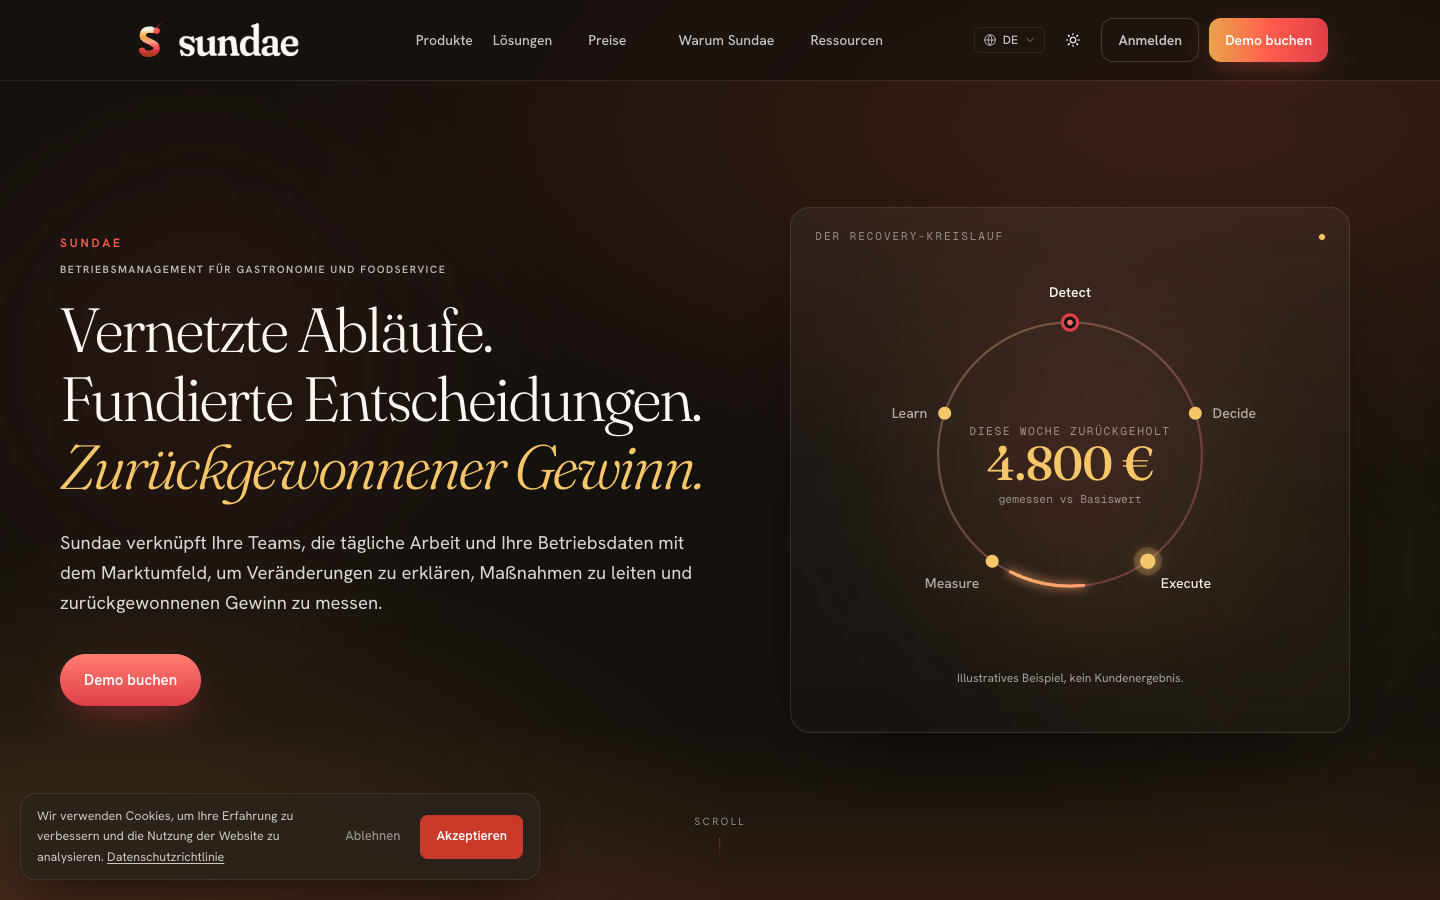 sundae
Produkte
Lösungen
Preise
Warum Sundae
Ressourcen
DE
Anmelden
Demo buchen
SUNDAE
BETRIEBSMANAGEMENT FÜR GASTRONOMIE UND FOODSERVICE
Vernetzte Abläufe.
Fundierte Entscheidungen.
Zurückgewonnener Gewinn.
Sundae verknüpft Ihre Teams, die tägliche Arbeit und Ihre Betriebsdaten mit
dem Marktumfeld, um Veränderungen zu erklären, Maßnahmen zu leiten und
zurückgewonnenen Gewinn zu messen.
Demo buchen
DER RECOVERY-KREISLAUF
Detect
Learn
Decide
DIESE WOCHE ZURÜCKGEHOLT
4.800 €
gemessen vs Basiswert
Measure
Execute
Illustratives Beispiel, kein Kundenergebnis.
SCROLL
Wir verwenden Cookies, um Ihre Erfahrung zu
verbessern und die Nutzung der Website zu
analysieren. Datenschutzrichtlinie
Ablehnen
Akzeptieren